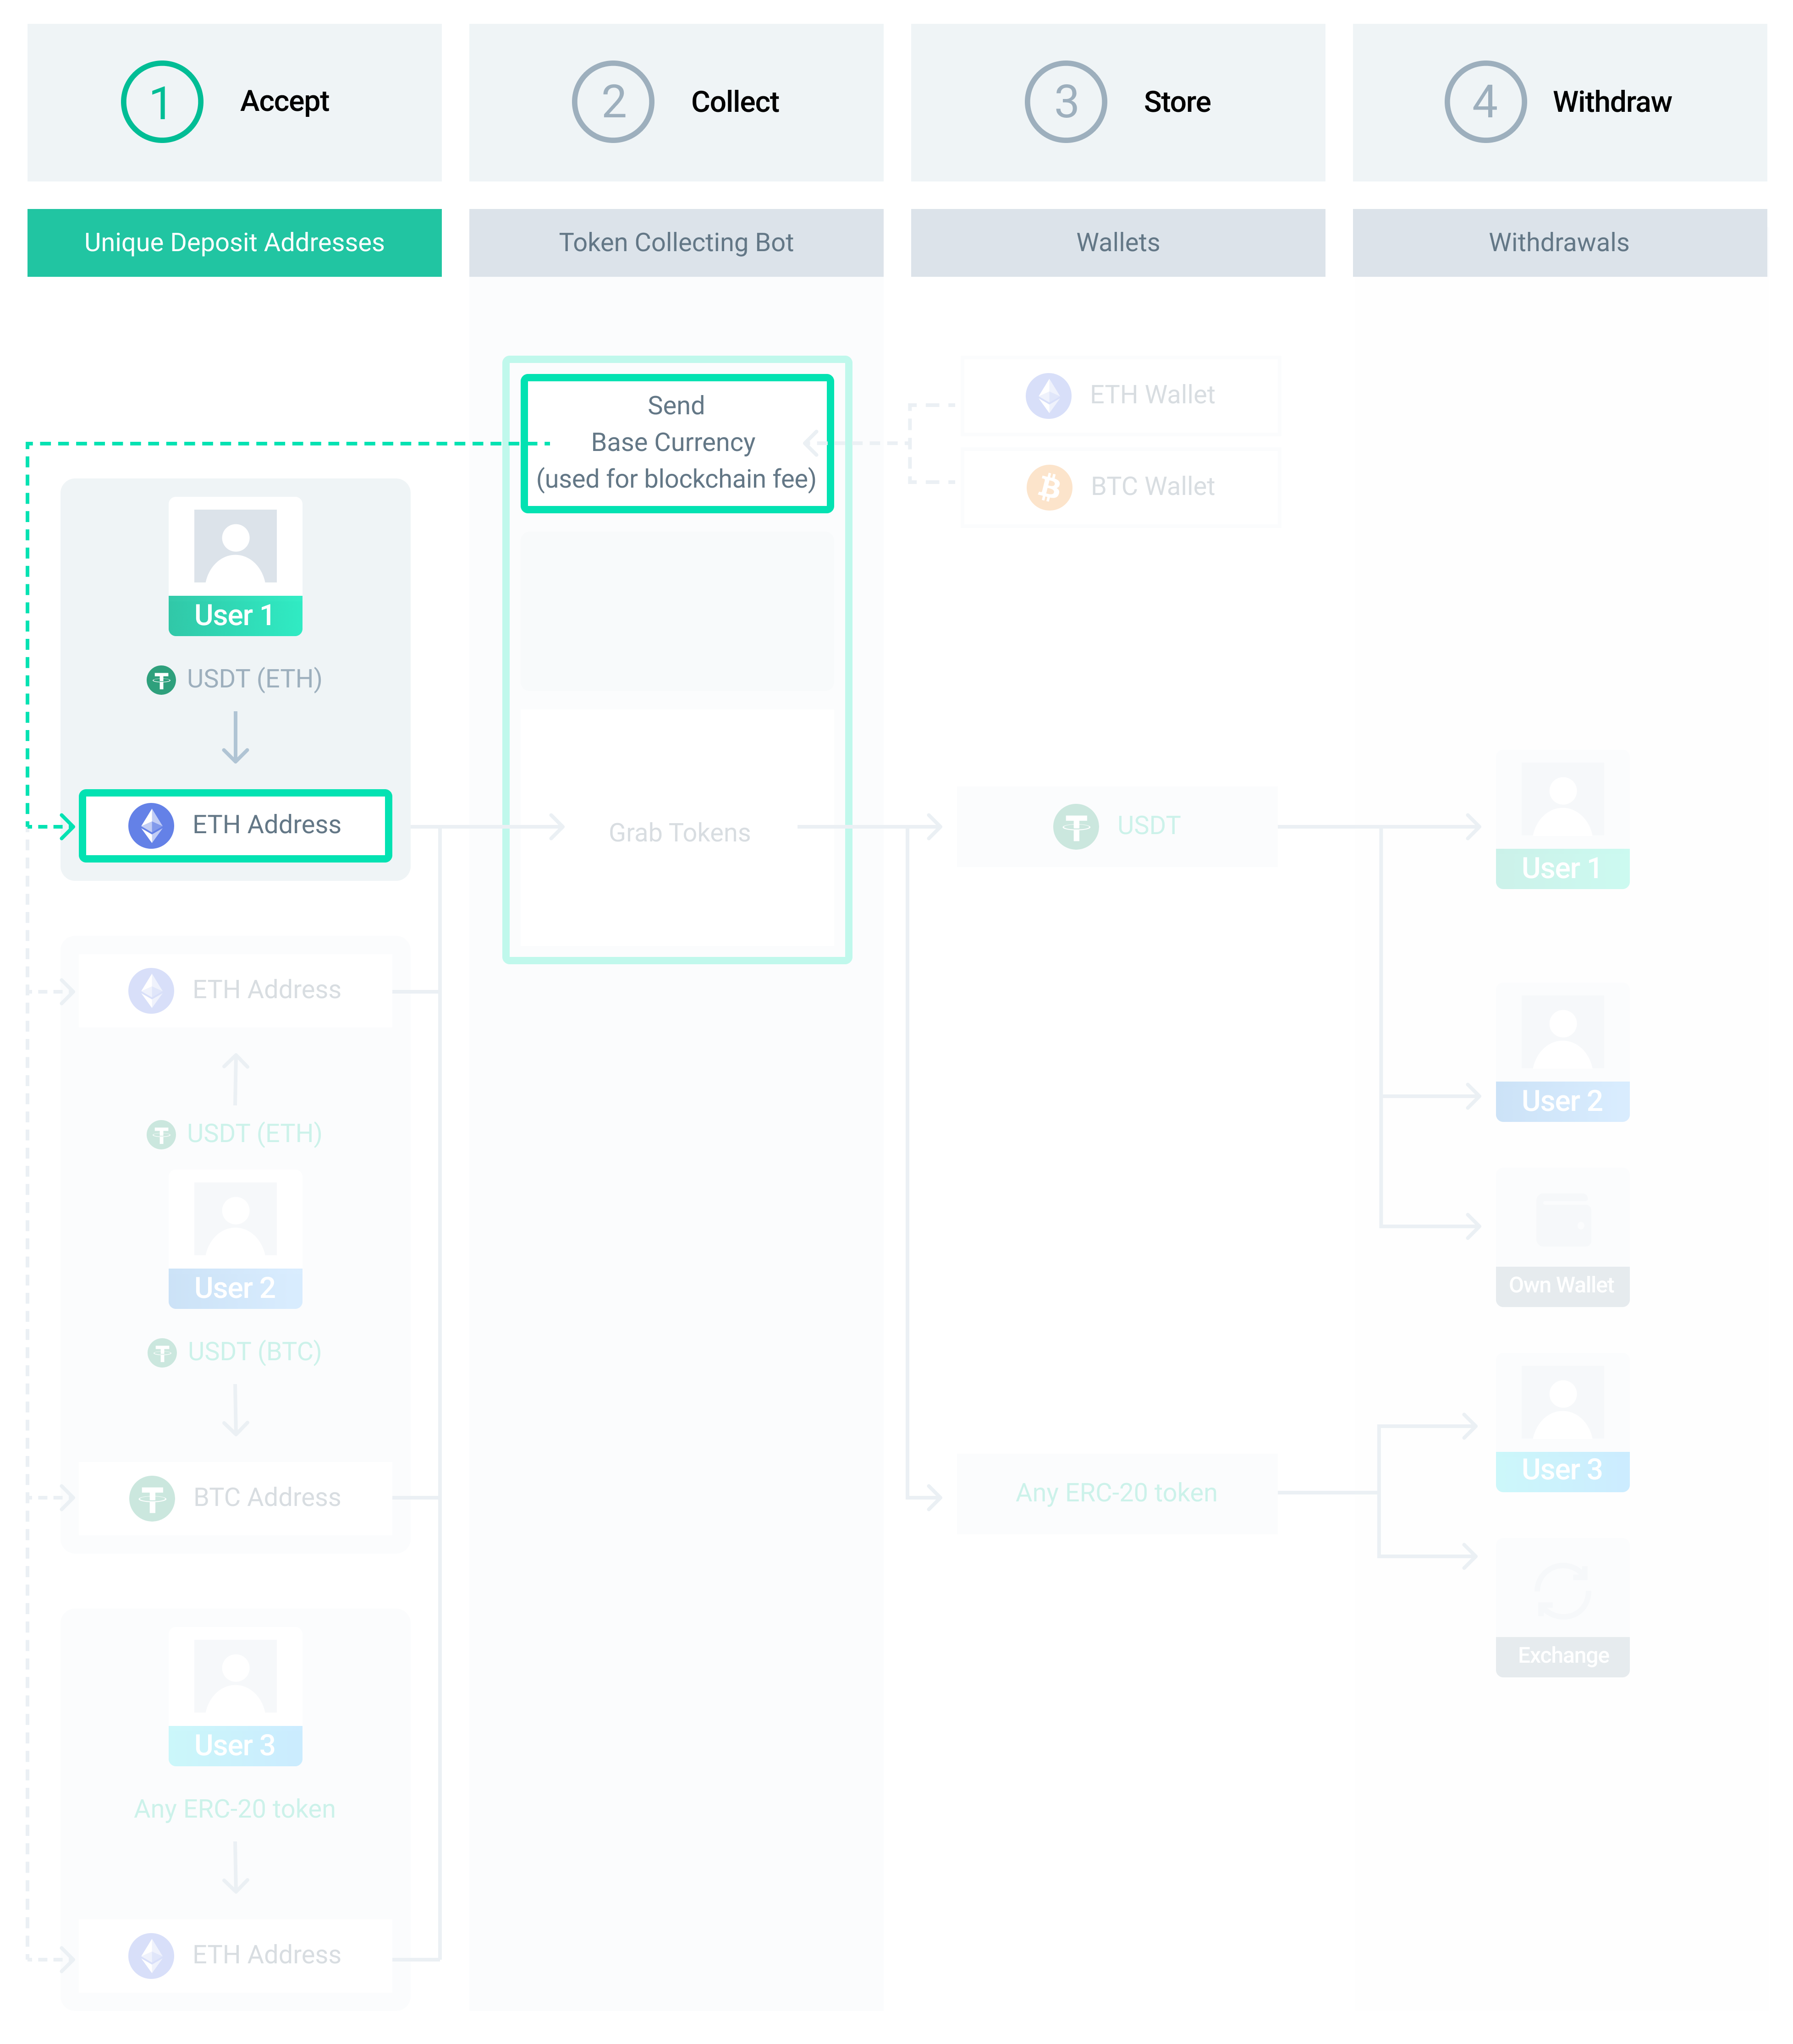 1
Accept
2
Collect
3
Store
4
Withdraw
Unique Deposit Addresses
Token Collecting Bot
Wallets
Withdrawals
Send
Base Currency
(used for blockchain fee)
ETH Wallet
BTC Wallet
User 1
USDT (ETH)
ETH Address
Grab Tokens
USDT
User 1
ETH Address
USDT (ETH)
User 2
USDT (BTC)
BTC Address
User 2
Own Wallet
Any ERC-20 token
User 3
Exchange
User 3
Any ERC-20 token
ETH Address